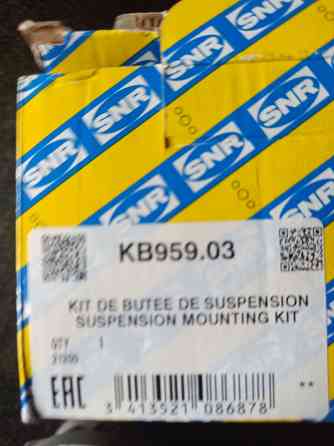 SNR
SNR
SNR
SNR
SNR
SNR
KB959.03
KIT DE BUTEE DE SUSPENSION
SUSPENSION MOUNTING KIT
QTY 1
EAC
**
3 413521 086878